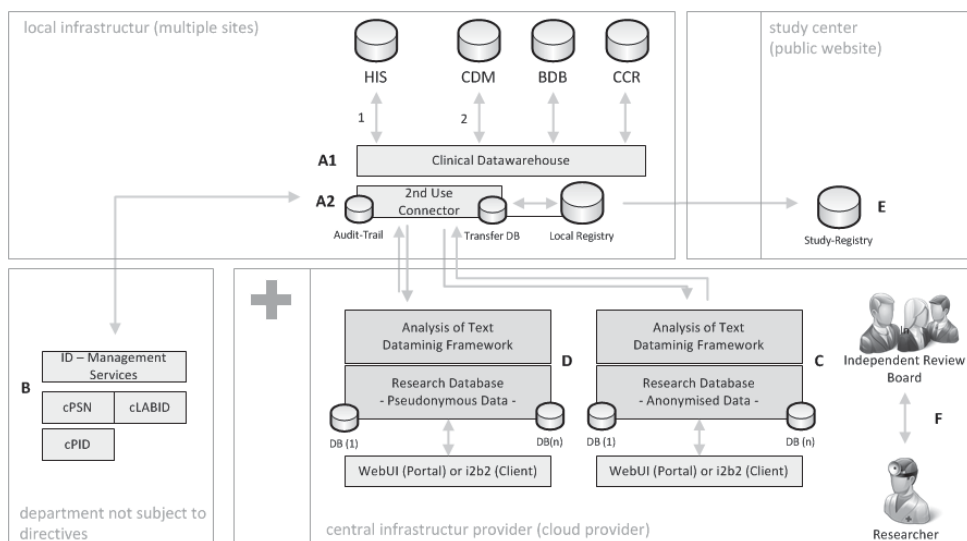 local infrastructur (multiple sites)
study center
(public website)
HIS
CDM
BDB
CCR
1
2
A1
Clinical Datawarehouse
A2
2nd Use
Connector
Audit-Trail
Transfer DB
Local Registry
E
Study-Registry
B
ID – Management
Services
cPSN
cLABID
cPID
department not subject to
directives
Analysis of Text
Dataminig Framework
D
Research Database
- Pseudonymous Data -
DB (1)
DB(n)
WebUI (Portal) or i2b2 (Client)
Analysis of Text
Dataminig Framework
C
Research Database
- Anonymised Data -
DB (1)
DB (n)
WebUI (Portal) or i2b2 (Client)
In
Independent Review
Board
F
Researcher
central infrastructur provider (cloud provider)